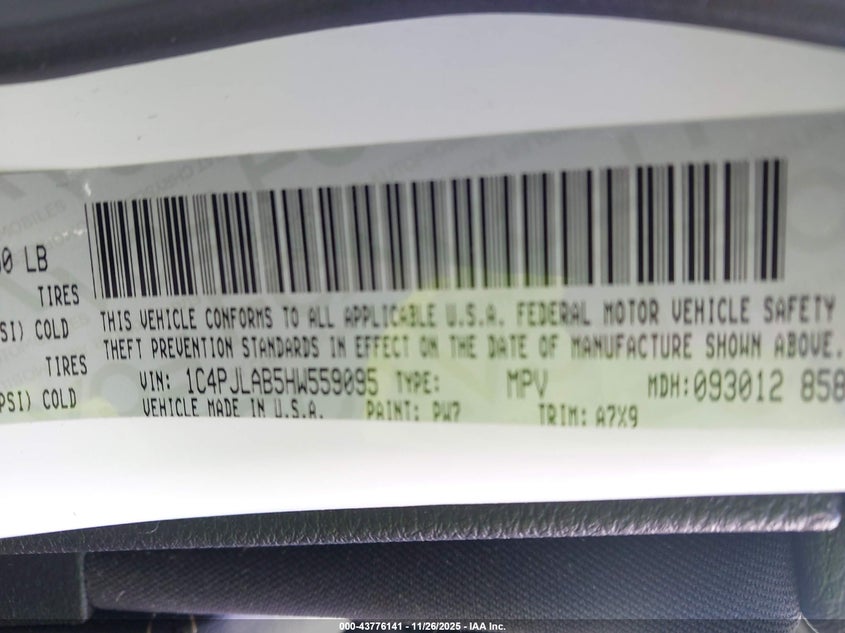 0 LB
TIRES
SI) COLD
TIRES
PSI) COLD
THIS VEHICLE CONFORMS TO ALL APPLICABLE U.S.A. FEDERAL MOTOR VEHICLE SAFETY
THEFT PREVENTION STANDARDS IN EFFECT ON THE DATE OF MANUFACTURE SHOWN ABOVE.
VIN: 1C4PJLAB5HW559095 TYPE: MPV MDH:093012 858
VEHICLE MADE IN U.S.A. PAINT: PW7 TRIM: A7X9
000-43776141 - 11/26/2025 - IAA Inc.